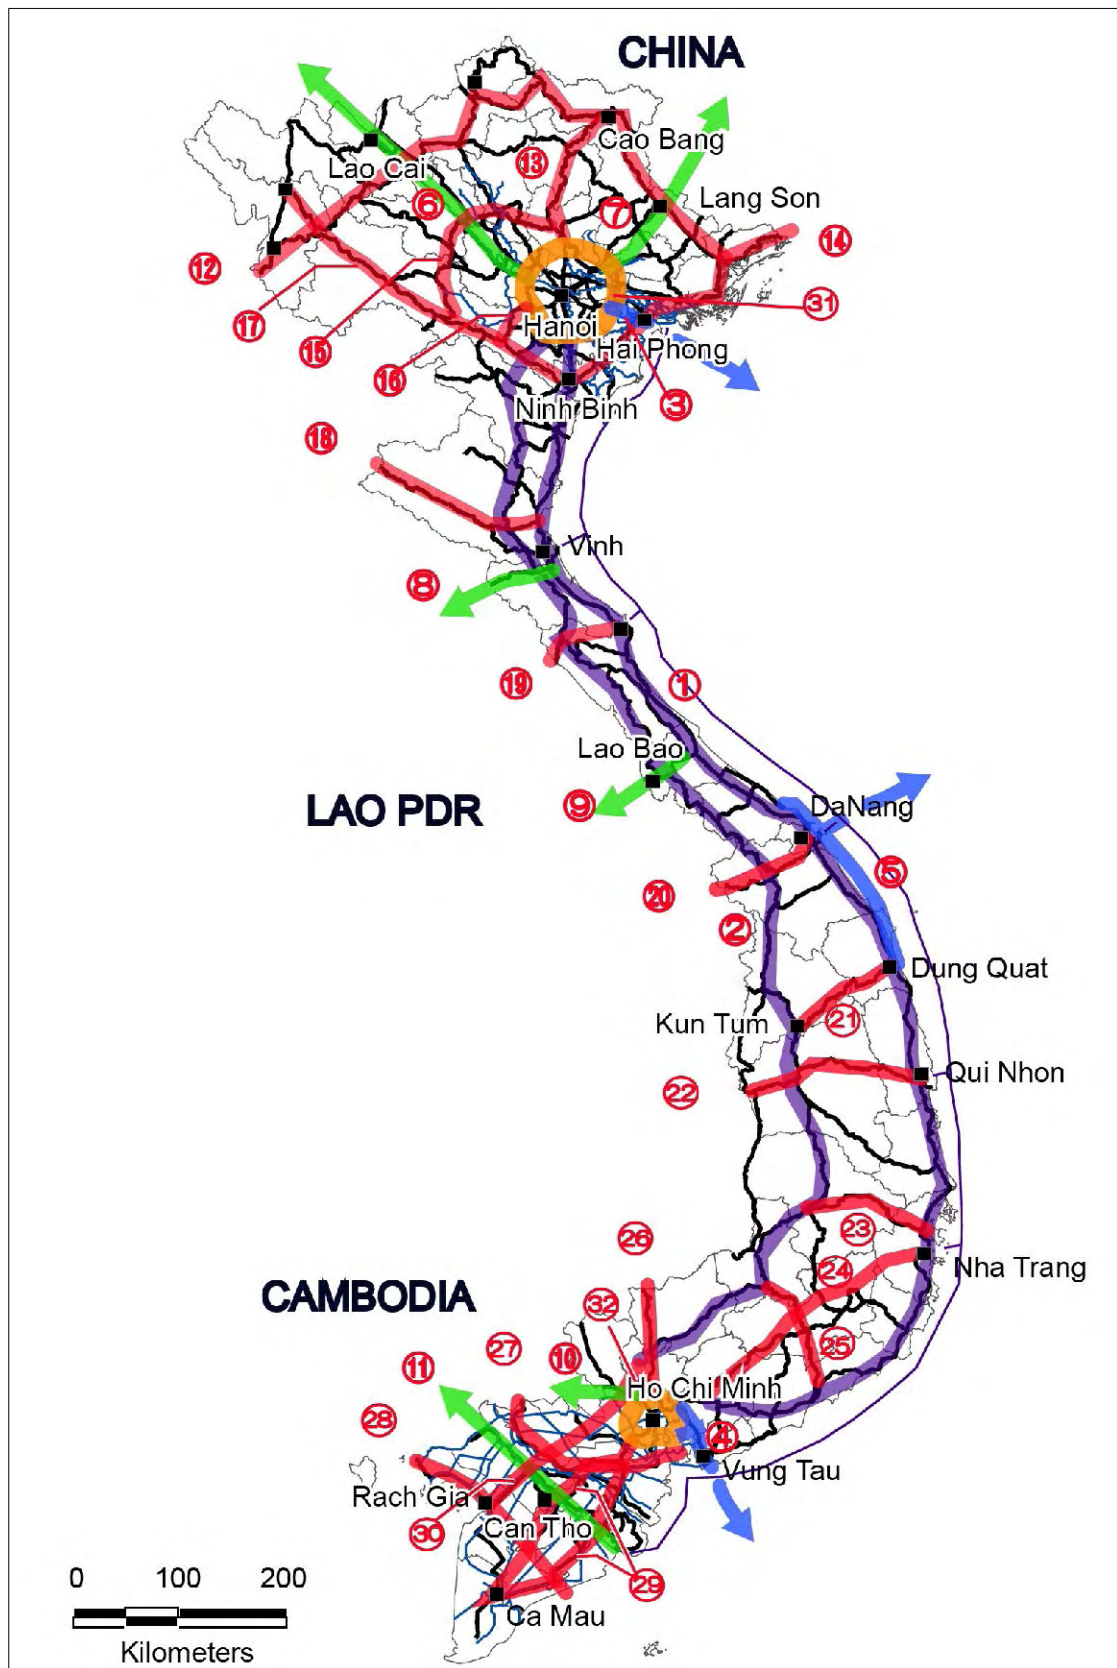 CHINA
Cao Bang
Lao Cai
⑬
⑥
⑦
Lang Son
⑭
⑫
⑰
⑮
⑯
㉛
Hanoi
Hai Phong
③
Ninh Binh
⑱
Vinh
⑧
⑲
①
Lao Bao
⑨
LAO PDR
DaNang
⑤
⑳
②
Dung Quat
Kun Tum
㉑
Qui Nhon
㉒
㉓
㉖
Nha Trang
㉔
CAMBODIA
㉜
㉕
㉗
⑩
⑪
Ho Chi Minh
㉘
④
Vung Tau
Rach Gia
㉚
Can Tho
㉙
Ca Mau
0 100 200
Kilometers